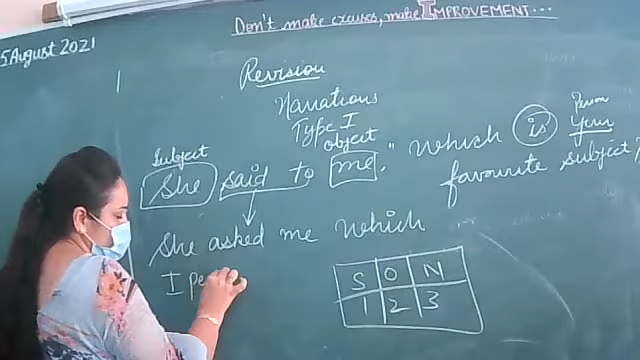 Don't make excuses, make IMPROVEMENT...
5 August 2021
Revision
Narrations
Type I
Subject object Person
She said to me, "Which is your
favourite subject?
She asked me which
I pe
S O N
1 2 3